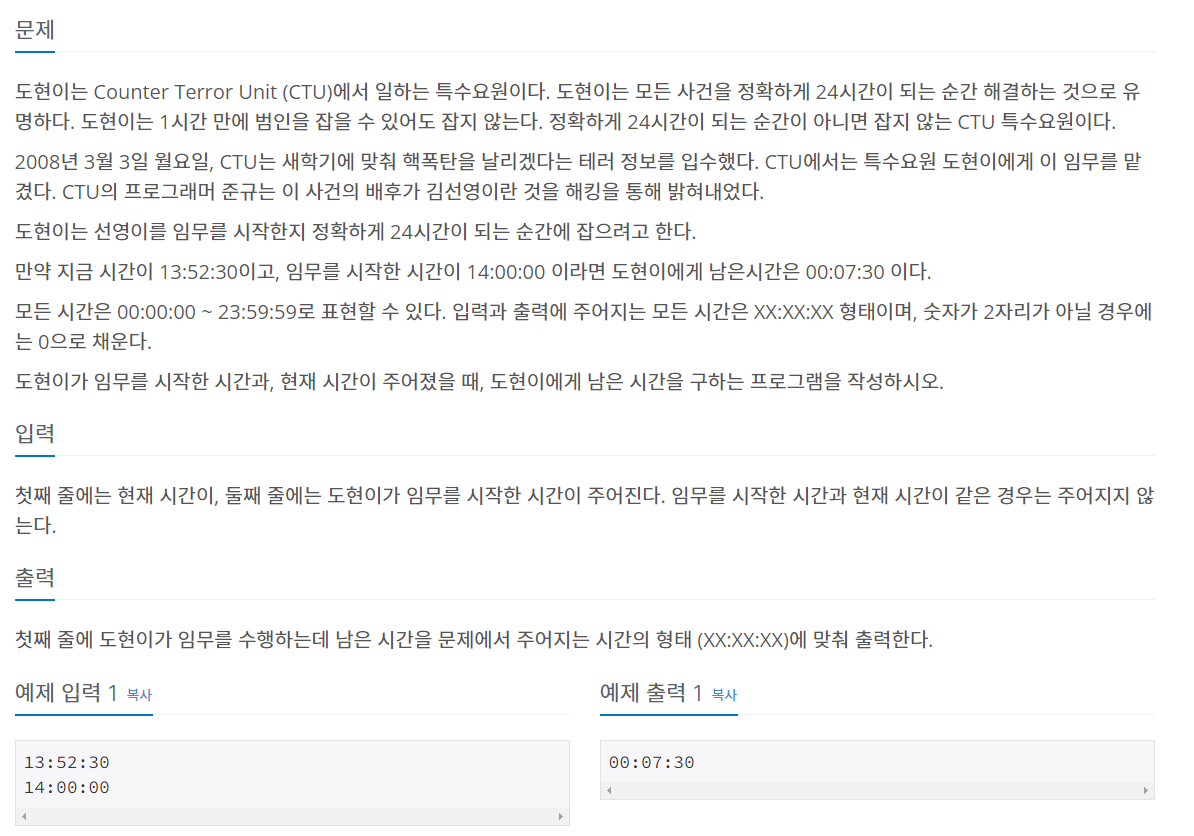 문제
도현이는 Counter Terror Unit (CTU)에서 일하는 특수요원이다. 도현이는 모든 사건을 정확하게 24시간이 되는 순간 해결하는 것으로 유
명하다. 도현이는 1시간 만에 범인을 잡을 수 있어도 잡지 않는다. 정확하게 24시간이 되는 순간이 아니면 잡지 않는 CTU 특수요원이다.
2008년 3월 3일 월요일, CTU는 새학기에 맞춰 핵폭탄을 날리겠다는 테러 정보를 입수했다. CTU에서는 특수요원 도현이에게 이 임무를 맡
겼다. CTU의 프로그래머 준규는 이 사건의 배후가 김선영이란 것을 해킹을 통해 밝혀내었다.
도현이는 선영이를 임무를 시작한지 정확하게 24시간이 되는 순간에 잡으려고 한다.
만약 지금 시간이 13:52:30이고, 임무를 시작한 시간이 14:00:00 이라면 도현이에게 남은시간은 00:07:30 이다.
모든 시간은 00:00:00 ~ 23:59:59로 표현할 수 있다. 입력과 출력에 주어지는 모든 시간은 XX:XX:XX 형태이며, 숫자가 2자리가 아닐 경우에
는 0으로 채운다.
도현이가 임무를 시작한 시간과, 현재 시간이 주어졌을 때, 도현이에게 남은 시간을 구하는 프로그램을 작성하시오.
입력
첫째 줄에는 현재 시간이, 둘째 줄에는 도현이가 임무를 시작한 시간이 주어진다. 임무를 시작한 시간과 현재 시간이 같은 경우는 주어지지 않
는다.
출력
첫째 줄에 도현이가 임무를 수행하는데 남은 시간을 문제에서 주어지는 시간의 형태 (XX:XX:XX)에 맞춰 출력한다.
예제 입력 1 복사
13:52:30
14:00:00
예제 출력 1 복사
00:07:30